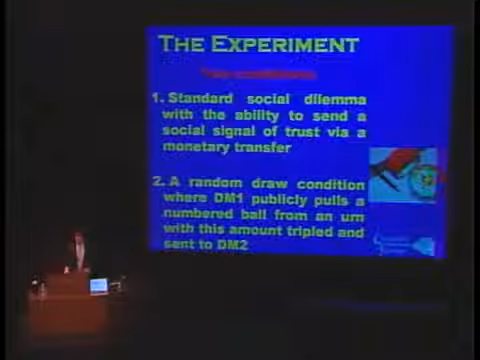 THE EXPERIMENT
1. Standard social dilemma
with the ability to send a
social signal of trust via a
monetary transfer
2. A random draw condition
where DM1 publicly pulls a
numbered ball from an urn
with this amount tripled and
sent to DM2